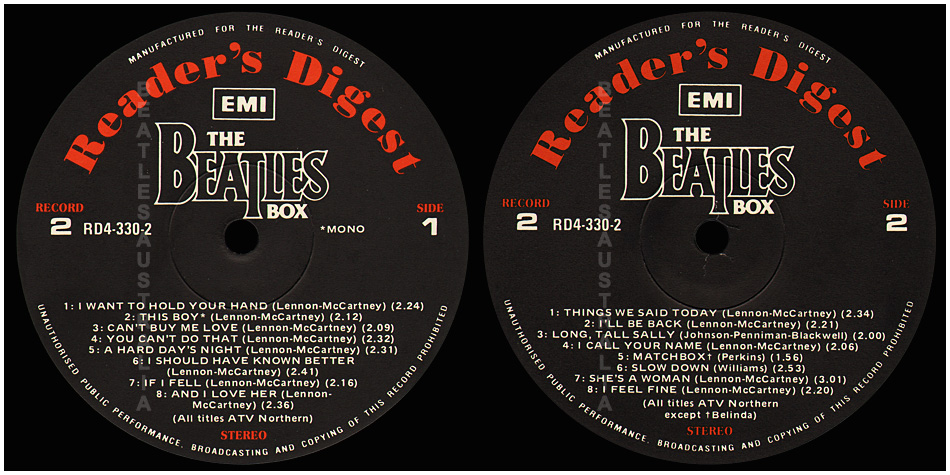 MANUFACTURED FOR THE READER'S DIGEST
Reader's Digest
EMI
THE
BEATLES
BOX
RECORD
2 RD4-330-2
*MONO
SIDE
1
1: I WANT TO HOLD YOUR HAND (Lennon-McCartney) (2.24)
2: THIS BOY* (Lennon-McCartney) (2.12)
3: CAN'T BUY ME LOVE (Lennon-McCartney) (2.09)
4: YOU CAN'T DO THAT (Lennon-McCartney) (2.32)
5: A HARD DAY'S NIGHT (Lennon-McCartney) (2.31)
6: I SHOULD HAVE KNOWN BETTER
(Lennon-McCartney) (2.41)
7: IF I FELL (Lennon-McCartney) (2.16)
8: AND I LOVE HER (Lennon-
McCartney) (2.36)
(All titles ATV Northern)
STEREO
UNAUTHORISED PUBLIC PERFORMANCE, BROADCASTING AND COPYING OF THIS RECORD PROHIBITED
BEATLESAUSTRALIA
MANUFACTURED FOR THE READER'S DIGEST
Reader's Digest
EMI
THE
BEATLES
BOX
RECORD
2 RD4-330-2
SIDE
2
1: THINGS WE SAID TODAY (Lennon-McCartney) (2.34)
2: I'LL BE BACK (Lennon-McCartney) (2.21)
3: LONG, TALL SALLY (Johnson-Penniman-Blackwell) (2.00)
4: I CALL YOUR NAME (Lennon-McCartney) (2.06)
5: MATCHBOX† (Perkins) (1.56)
6: SLOW DOWN (Williams) (2.53)
7: SHE'S A WOMAN (Lennon-McCartney) (3.01)
8: I FEEL FINE (Lennon-McCartney) (2.20)
(All titles ATV Northern
except †Belinda)
STEREO
UNAUTHORISED PUBLIC PERFORMANCE, BROADCASTING AND COPYING OF THIS RECORD PROHIBITED
BEATLESAUSTRALIA